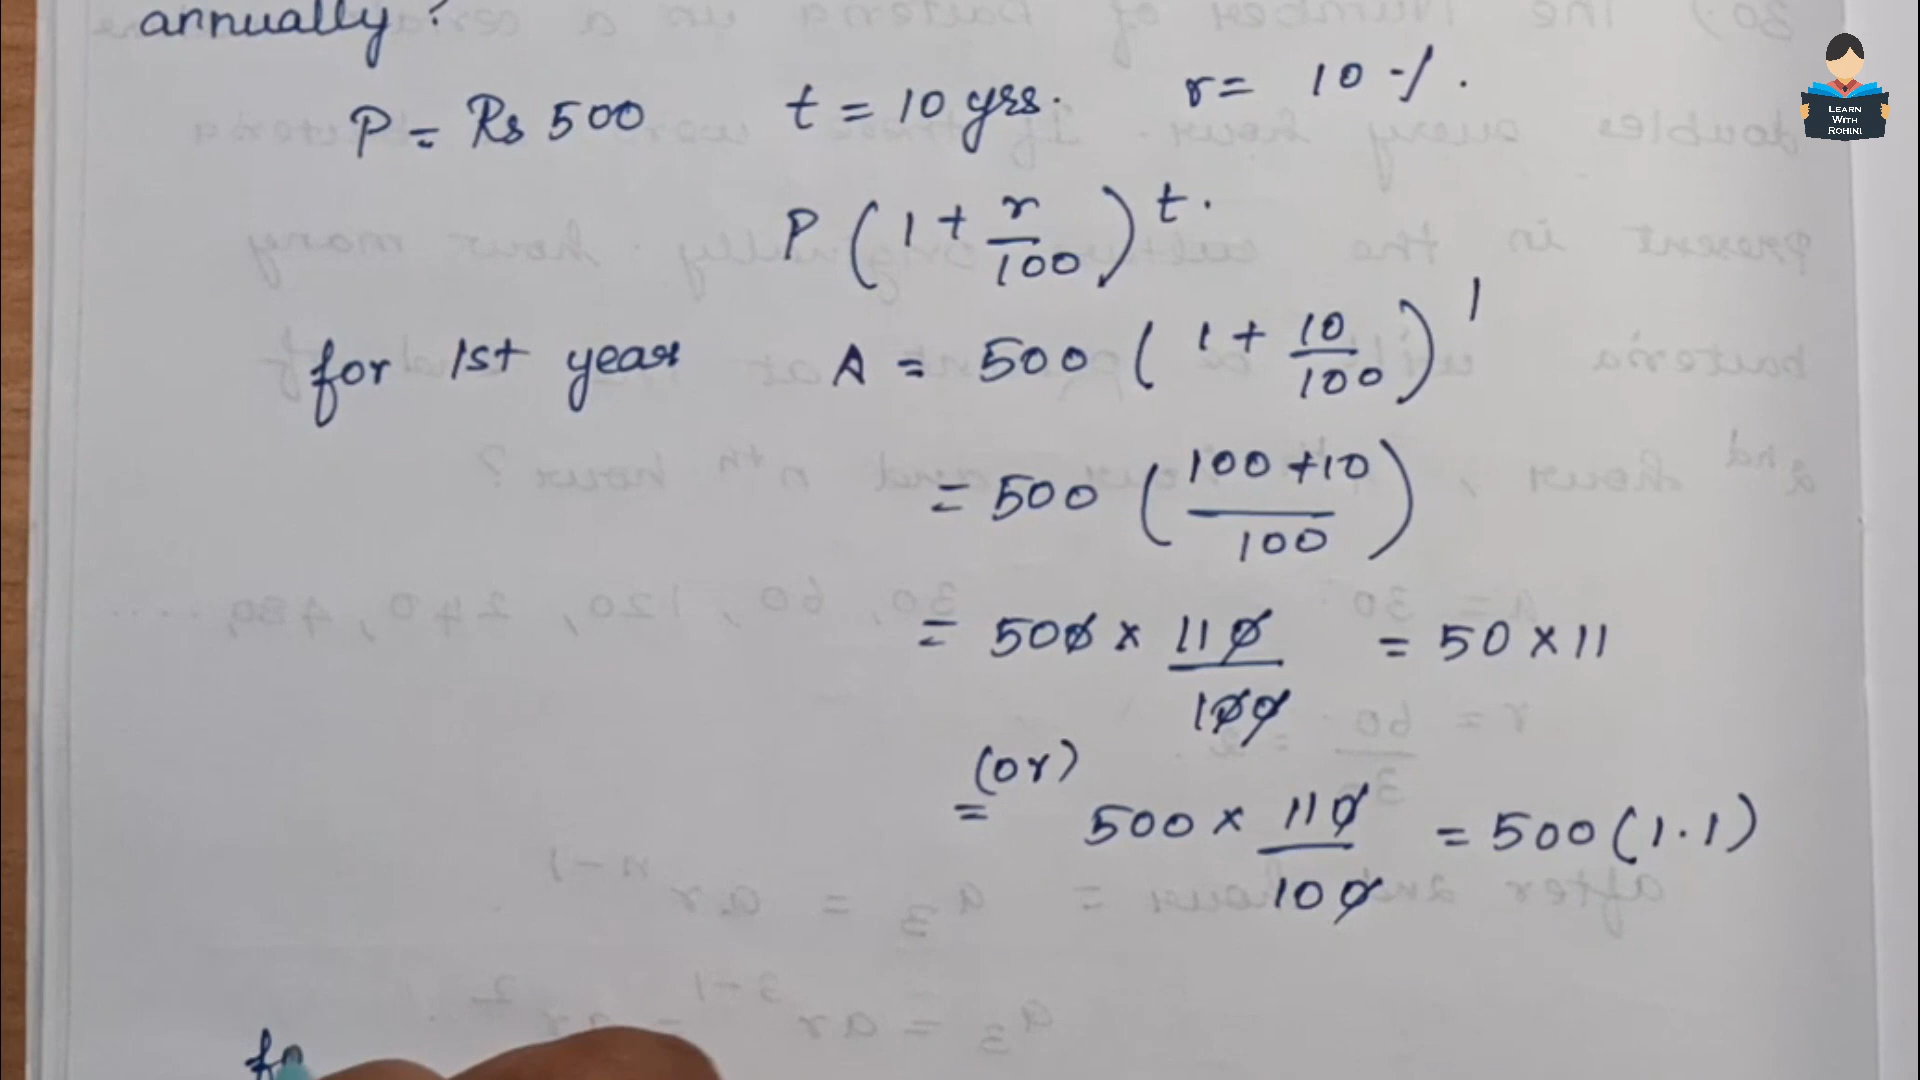 annually?
P = Rs 500 t = 10 yrs. r = 10 %.
P ( 1 + r/100 ) t.
for 1st year A = 500 ( 1 + 10/100 ) 1
= 500 ( 100 + 10 / 100 )
= 500 x 110/100 = 50 x 11
(or)
= 500 x 110/100 = 500 (1.1)
fo
LEARN
WITH
ROHINI